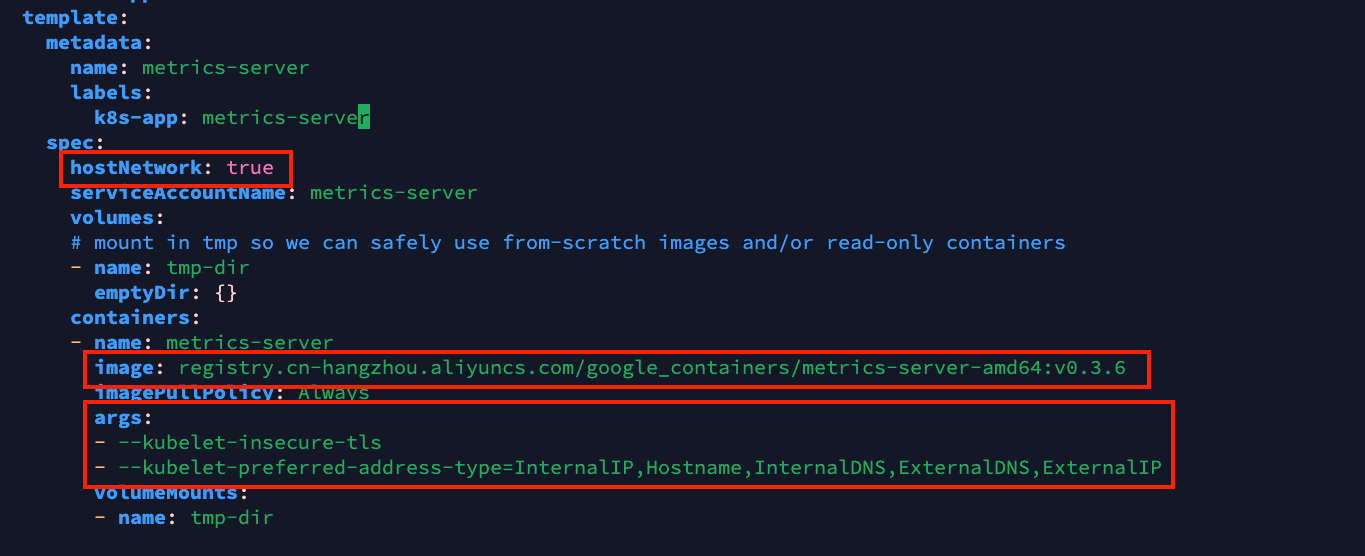 template:
metadata:
name: metrics-server
labels:
k8s-app: metrics-server
spec:
hostNetwork: true
serviceAccountName: metrics-server
volumes:
# mount in tmp so we can safely use from-scratch images and/or read-only containers
- name: tmp-dir
emptyDir: {}
containers:
- name: metrics-server
image: registry.cn-hangzhou.aliyuncs.com/google_containers/metrics-server-amd64:v0.3.6
imagePullPolicy: Always
args:
- --kubelet-insecure-tls
- --kubelet-preferred-address-type=InternalIP,Hostname,InternalDNS,ExternalDNS,ExternalIP
volumeMounts:
- name: tmp-dir